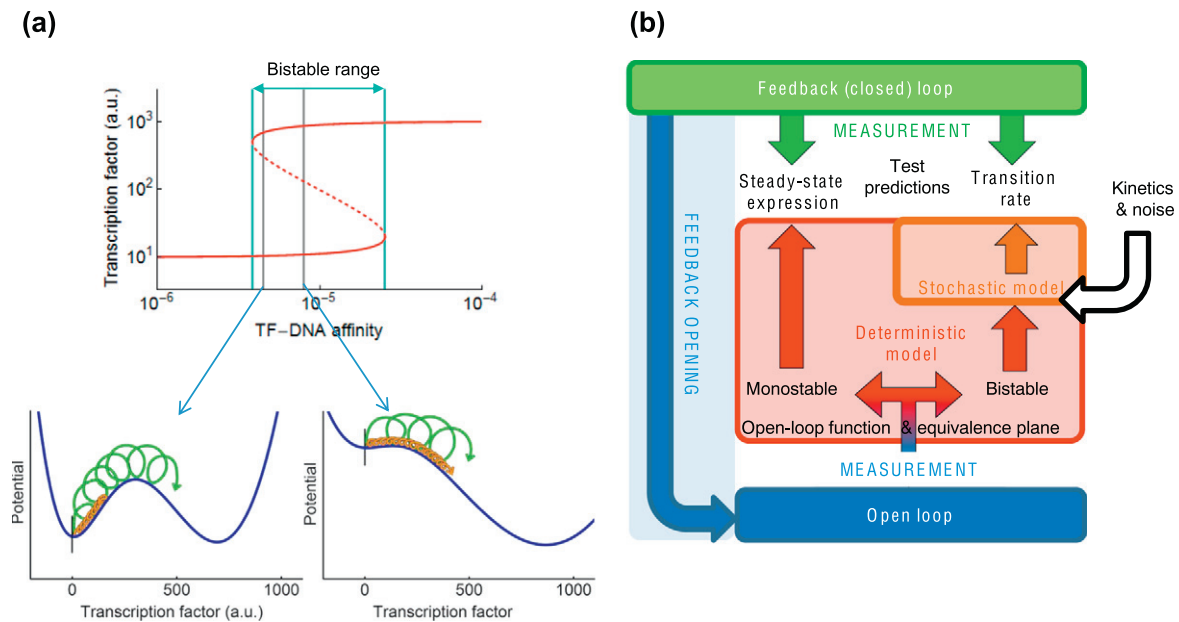 (a)
Bistable range
Transcription factor (a.u.)
10³
10²
10¹
10⁻⁶
10⁻⁵
10⁻⁴
TF–DNA affinity
Potential
0
500
1000
Transcription factor (a.u.)
Potential
0
500
1000
Transcription factor
(b)
Feedback (closed) loop
MEASUREMENT
Steady-state
expression
Test
predictions
Transition
rate
Kinetics
& noise
FEEDBACK OPENING
Stochastic model
Deterministic
model
Monostable
Bistable
Open-loop function & equivalence plane
MEASUREMENT
Open loop